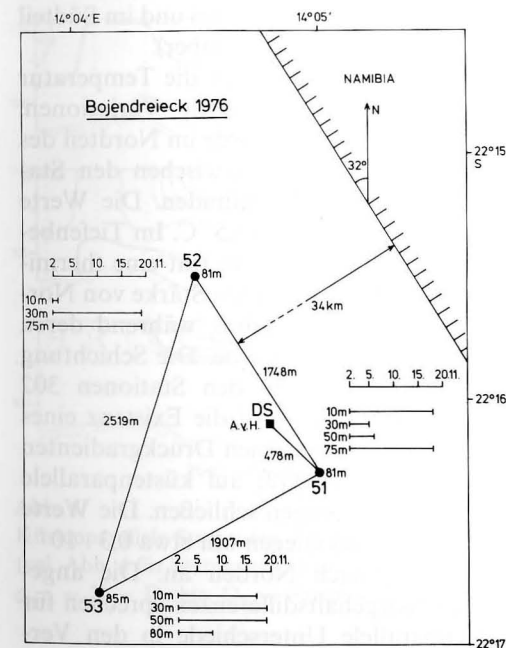 14°04' E
14°05'
Bojendreieck 1976
NAMIBIA
N
32°
22°15'
S
52
81m
2. 5. 10. 15. 20.11.
10m
30m
75m
34km
1748m
2519m
DS
A.v.H.
478m
2. 5. 10. 15. 20.11.
10m
30m
50m
75m
22°16'
81m
51
1907m
2. 5. 10. 15. 20.11.
10m
30m
50m
80m
53
85m
22°17'